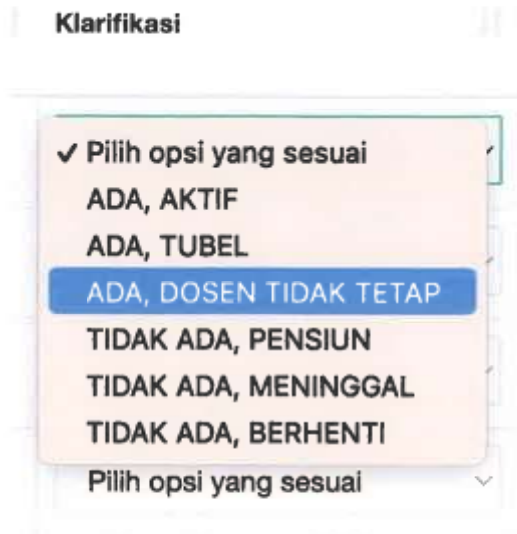 Klarifikasi
✓ Pilih opsi yang sesuai
ADA, AKTIF
ADA, TUBEL
ADA, DOSEN TIDAK TETAP
TIDAK ADA, PENSIUN
TIDAK ADA, MENINGGAL
TIDAK ADA, BERHENTI
Pilih opsi yang sesuai